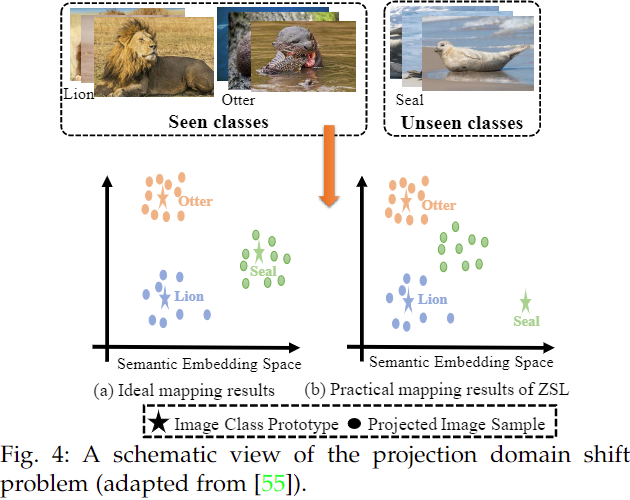 Lion
Otter
Seen classes
Seal
Unseen classes
Otter
Seal
Lion
Semantic Embedding Space
(a) Ideal mapping results
Otter
Lion
Seal
Semantic Embedding Space
(b) Practical mapping results of ZSL
Image Class Prototype
Projected Image Sample
Fig. 4: A schematic view of the projection domain shift
problem (adapted from [55]).